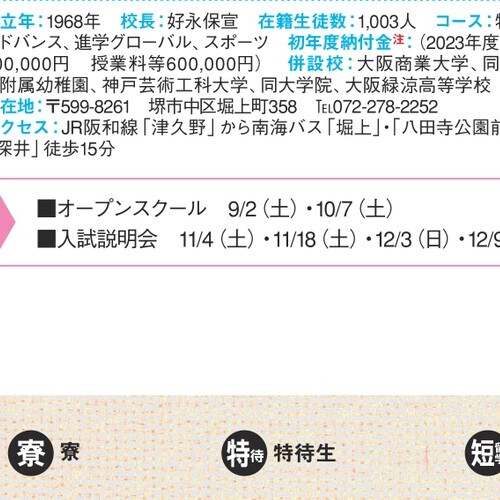 立年：1968年　校長：好永保宣　在籍生徒数：1,003人　コース：
ドバンス、進学グローバル、スポーツ　初年度納付金注：（2023年度
00,000円　授業料等600,000円）　併設校：大阪商業大学、同
附属幼稚園、神戸芸術工科大学、同大学院、大阪緑涼高等学校
在地：〒599-8261　堺市中区堀上町358　TEL072-278-2252
クセス：JR阪和線「津久野」から南海バス「堀上」・「八田寺公園前
深井」徒歩15分
■オープンスクール　9/2（土）・10/7（土）
■入試説明会　11/4（土）・11/18（土）・12/3（日）・12/9
寮 寮　特待 特待生　短